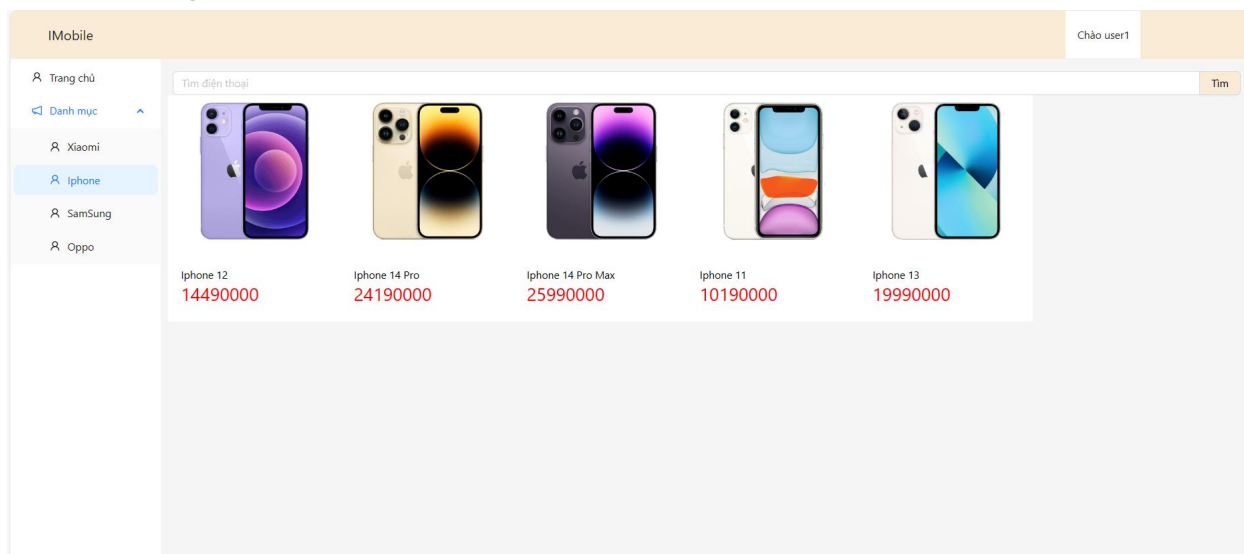 IMobile
Chào user1
Trang chủ
Tìm điện thoại
Tìm
Danh mục
Xiaomi
Iphone
SamSung
Oppo
Iphone 12
14490000
Iphone 14 Pro
24190000
Iphone 14 Pro Max
25990000
Iphone 11
10190000
Iphone 13
19990000